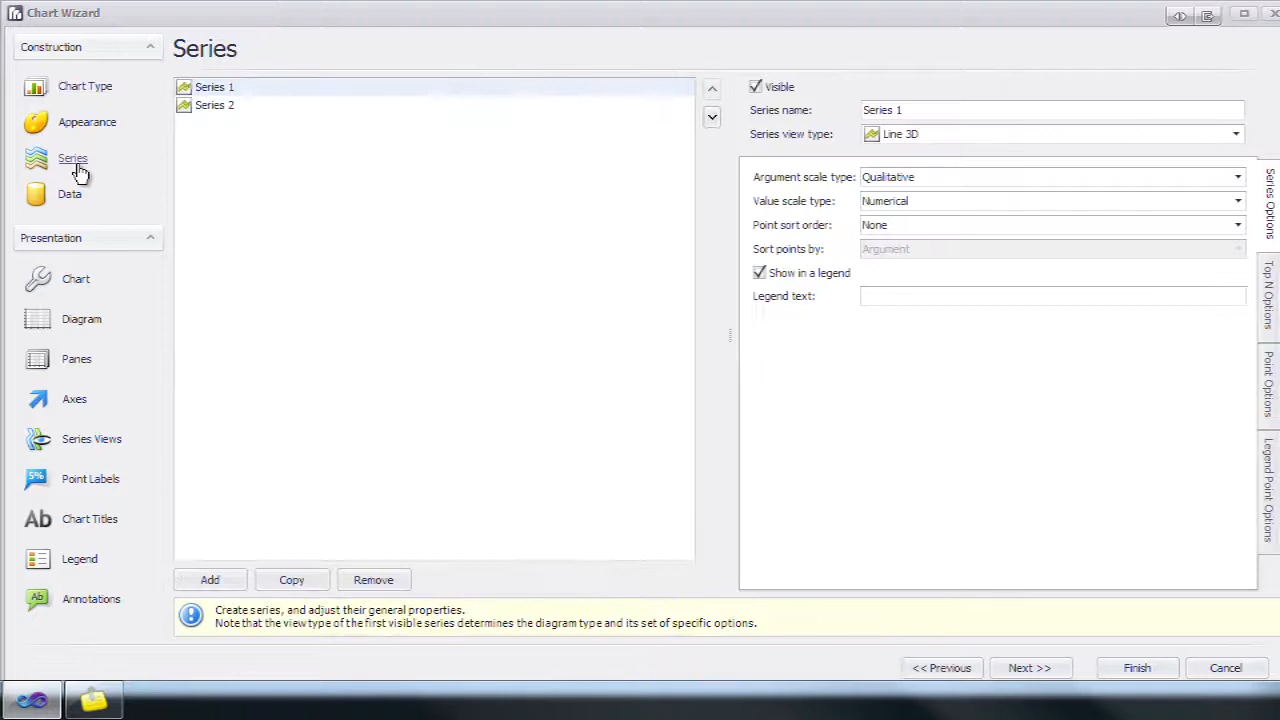 Chart Wizard
Construction
Chart Type
Appearance
Series
Data
Presentation
Chart
Diagram
Panes
Axes
Series Views
5%
Point Labels
Ab
Chart Titles
Legend
Ab
Annotations
Series
Series 1
Series 2
Add
Copy
Remove
Visible
Series name: Series 1
Series view type: Line 3D
Argument scale type: Qualitative
Value scale type: Numerical
Point sort order: None
Sort points by: Argument
Show in a legend
Legend text:
Series Options
Top N Options
Point Options
Legend Point Options
Create series, and adjust their general properties.
Note that the view type of the first visible series determines the diagram type and its set of specific options.
<< Previous
Next >>
Finish
Cancel